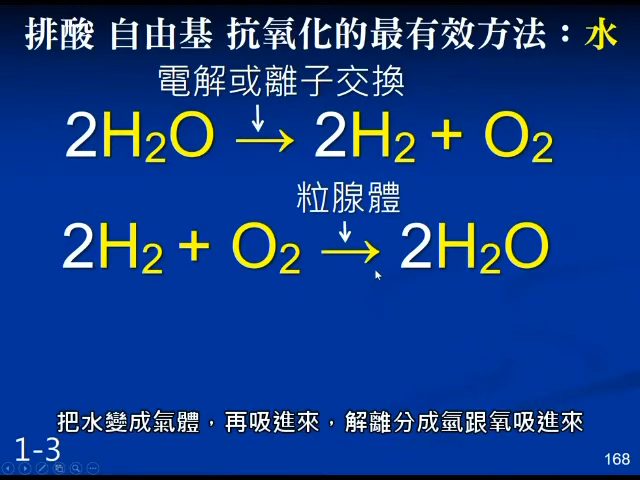 排酸 自由基 抗氧化的最有效方法：水
電解或離子交換
2H₂O → 2H₂ + O₂
粒腺體
2H₂ + O₂ → 2H₂O
把水變成氣體，再吸進來，解離分成氫跟氧吸進來
1-3
168